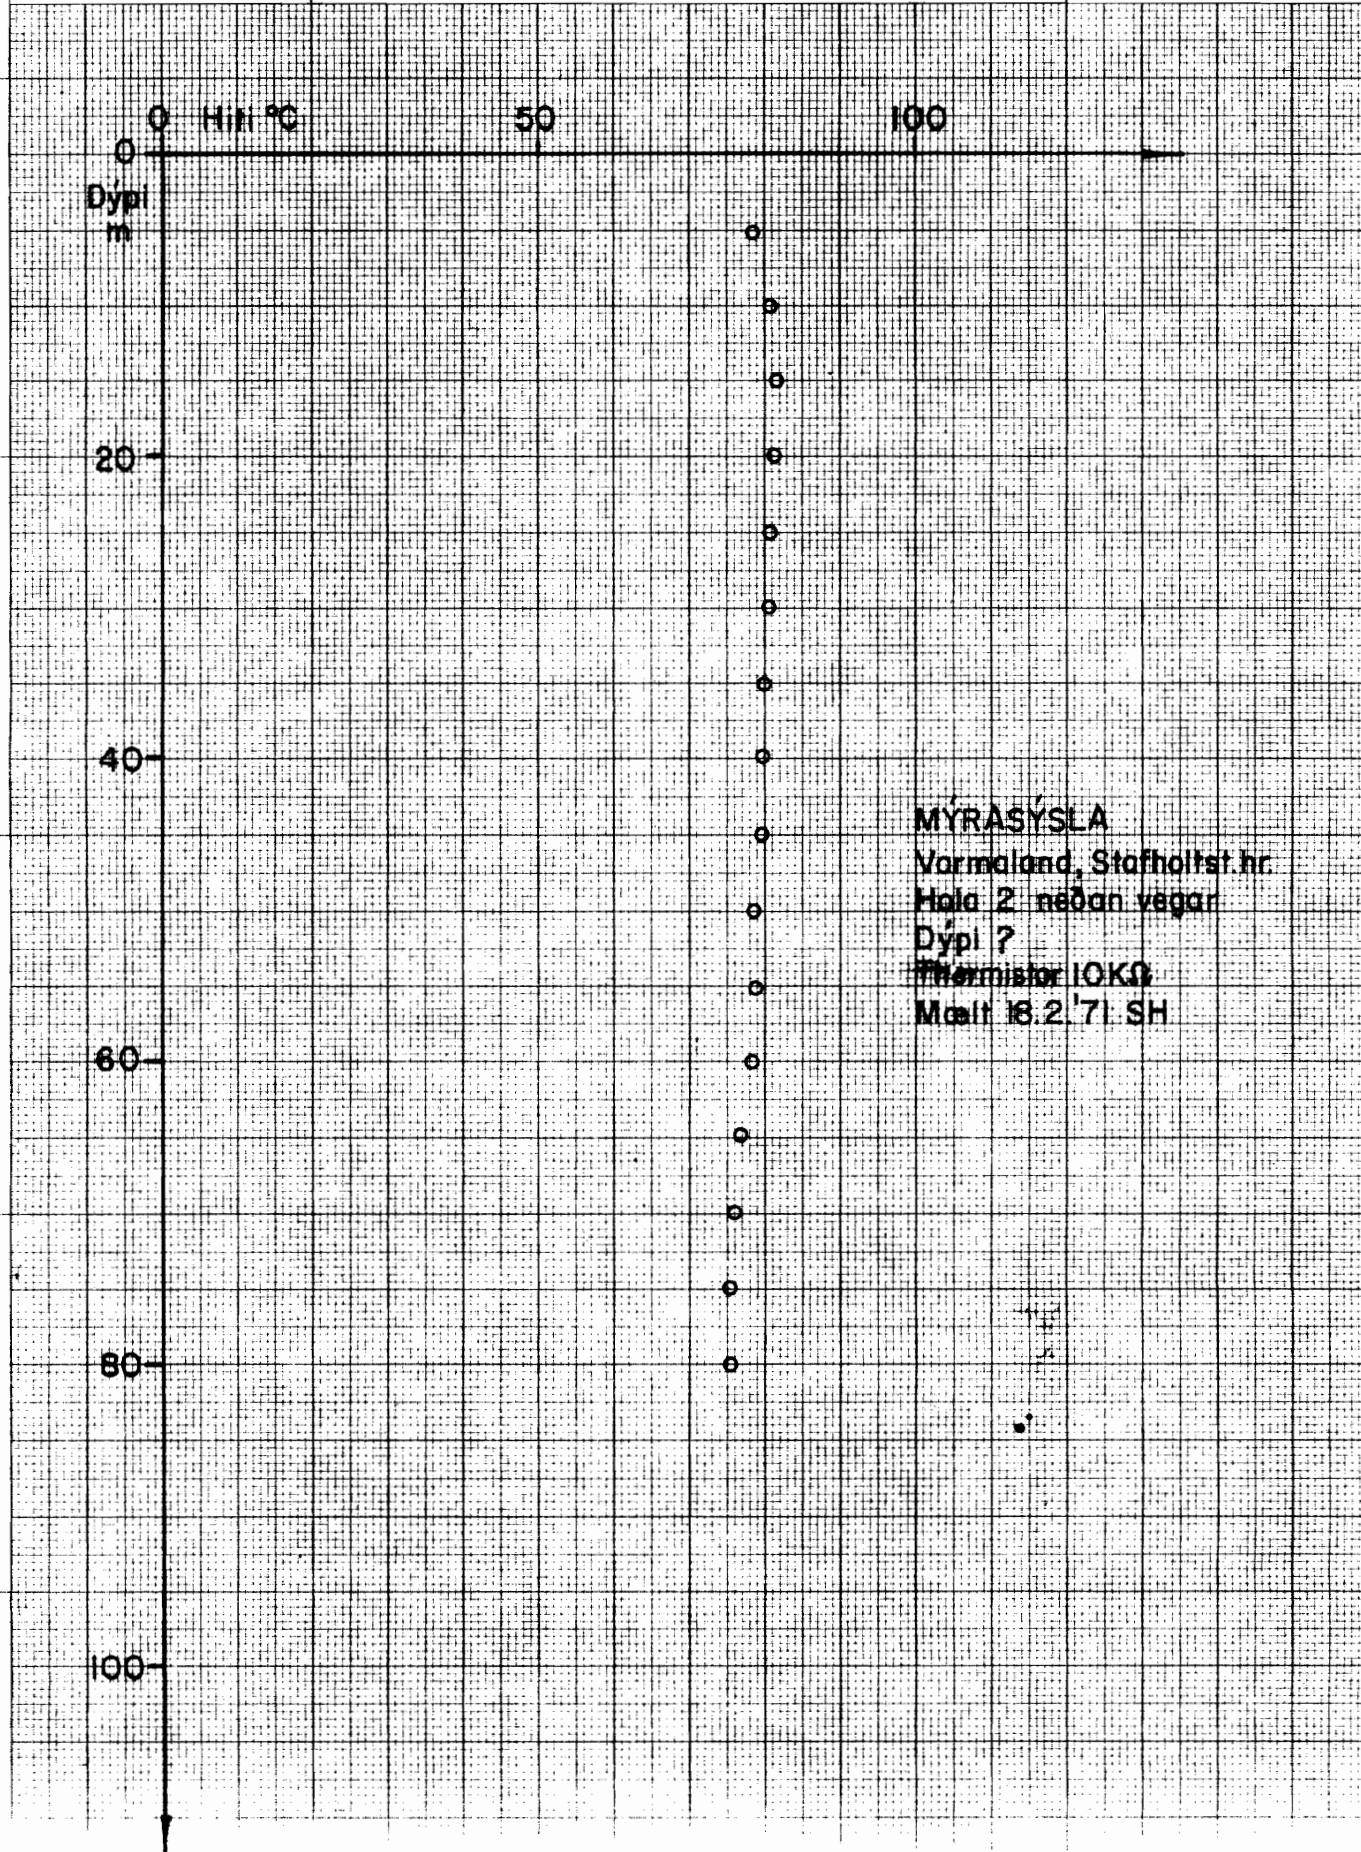 0 Hiti °C 50 100
0
Dýpi
m
20
40
MÝRASÝSLA
Varmaland, Stafholtst.hr.
Hola 2 neðan vegar
Dýpi ?
Thermistor 10KΩ
Mælt 18.2.'71 SH
60
80
100